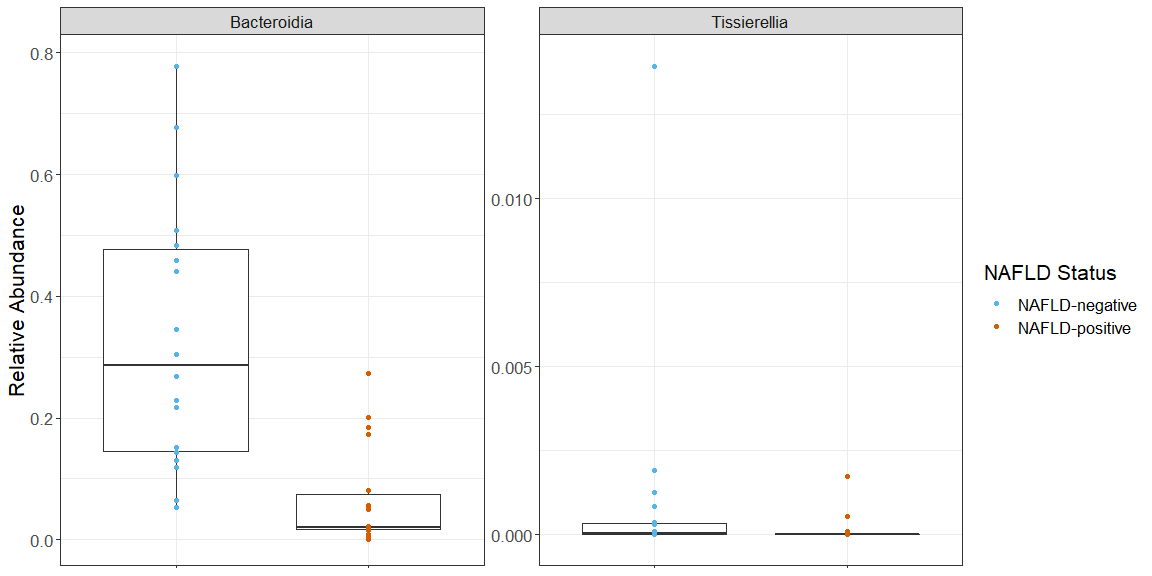 Bacteroidia
Tissierellia
Relative Abundance
0.8
0.6
0.4
0.2
0.0
0.010
0.005
0.000
NAFLD Status
NAFLD-negative
NAFLD-positive